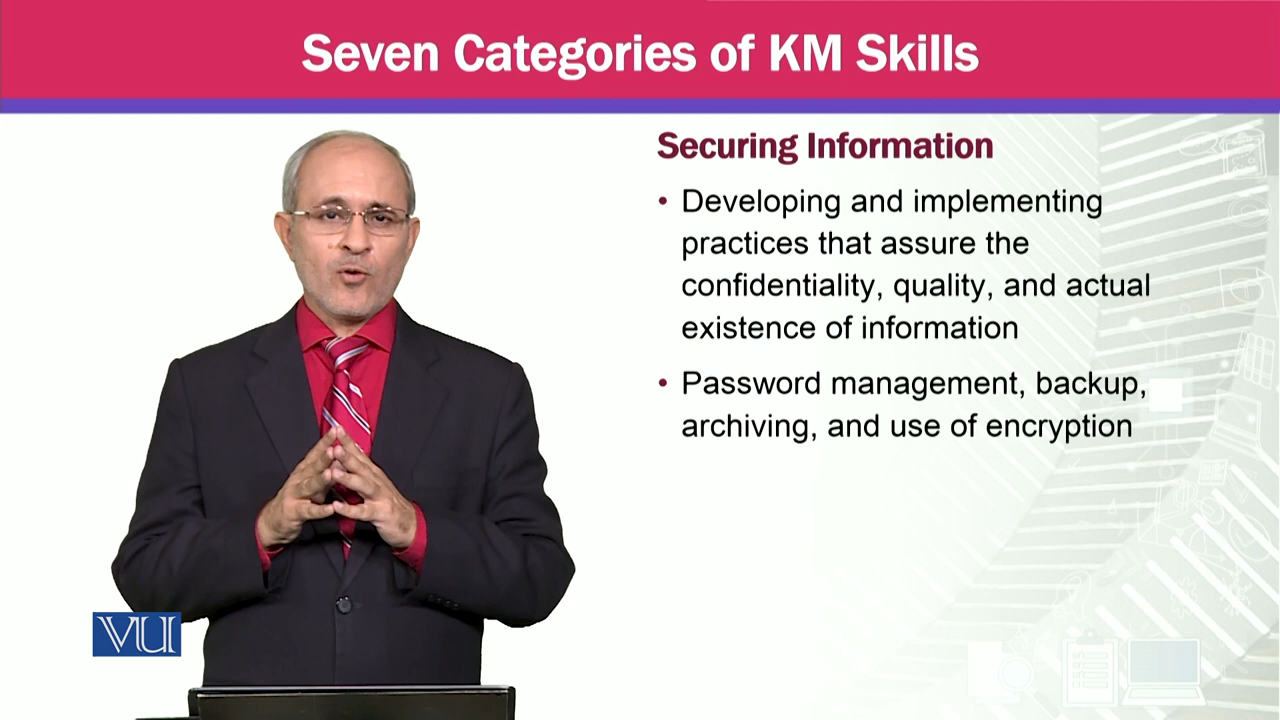 Seven Categories of KM Skills
Securing Information
• Developing and implementing
practices that assure the
confidentiality, quality, and actual
existence of information
• Password management, backup,
archiving, and use of encryption
VU